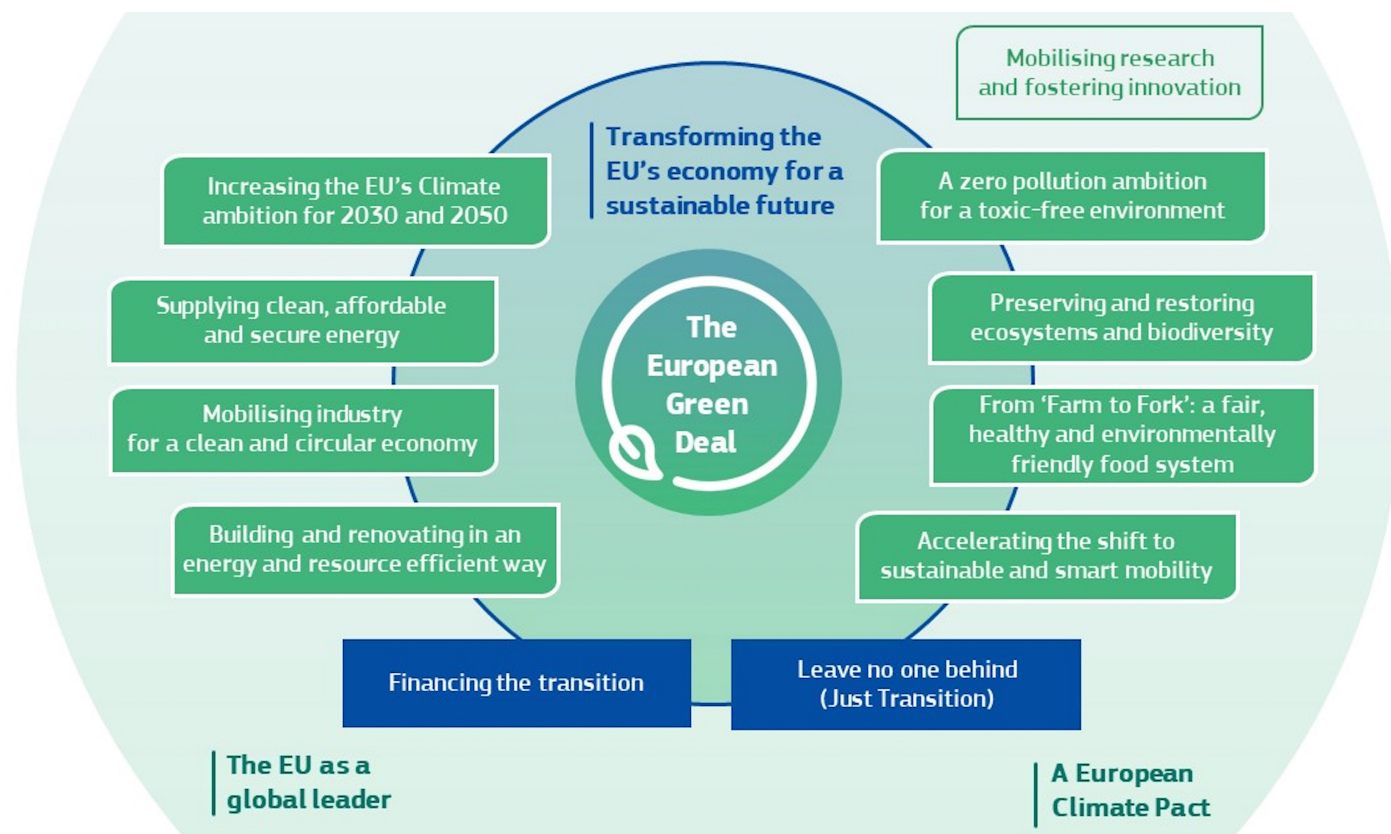 Mobilising research
and fostering innovation
Transforming the
EU's economy for a
sustainable future
Increasing the EU's Climate
ambition for 2030 and 2050
A zero pollution ambition
for a toxic-free environment
Supplying clean, affordable
and secure energy
Preserving and restoring
ecosystems and biodiversity
The
European
Green
Deal
Mobilising industry
for a clean and circular economy
From ‘Farm to Fork’: a fair,
healthy and environmentally
friendly food system
Building and renovating in an
energy and resource efficient way
Accelerating the shift to
sustainable and smart mobility
Financing the transition
Leave no one behind
(Just Transition)
The EU as a
global leader
A European
Climate Pact